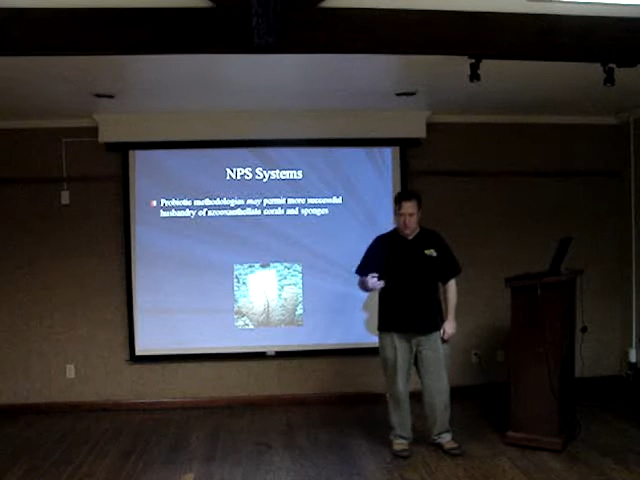 NPS Systems
Probiotic methodologies may permit more successful
husbandry of azooxanthellate corals and sponges